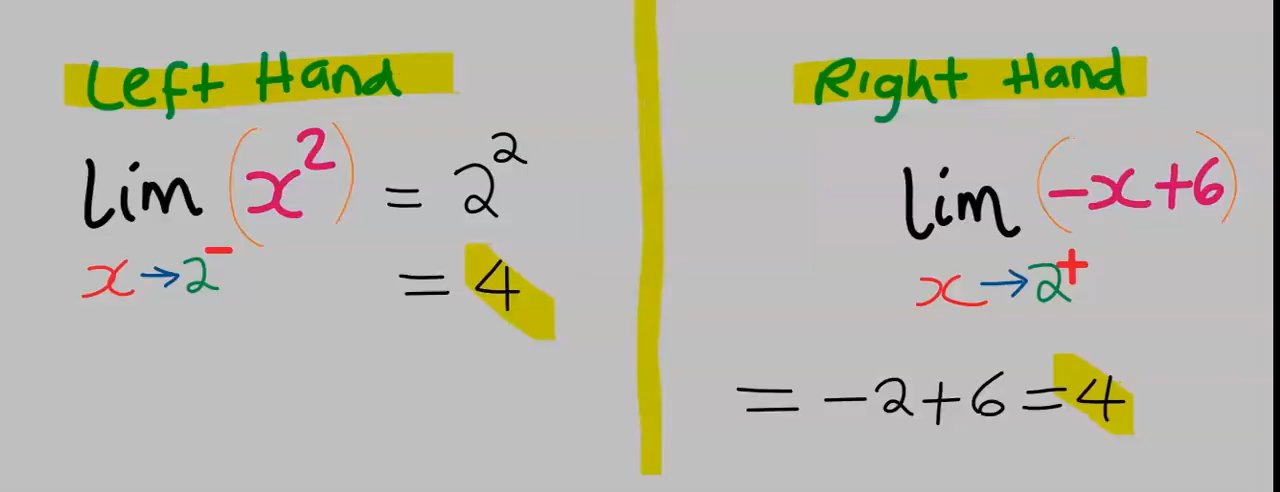 Left Hand
lim (x²) = 2²
x→2⁻ = 4
Right Hand
lim (-x+6)
x→2⁺
= -2+6=4